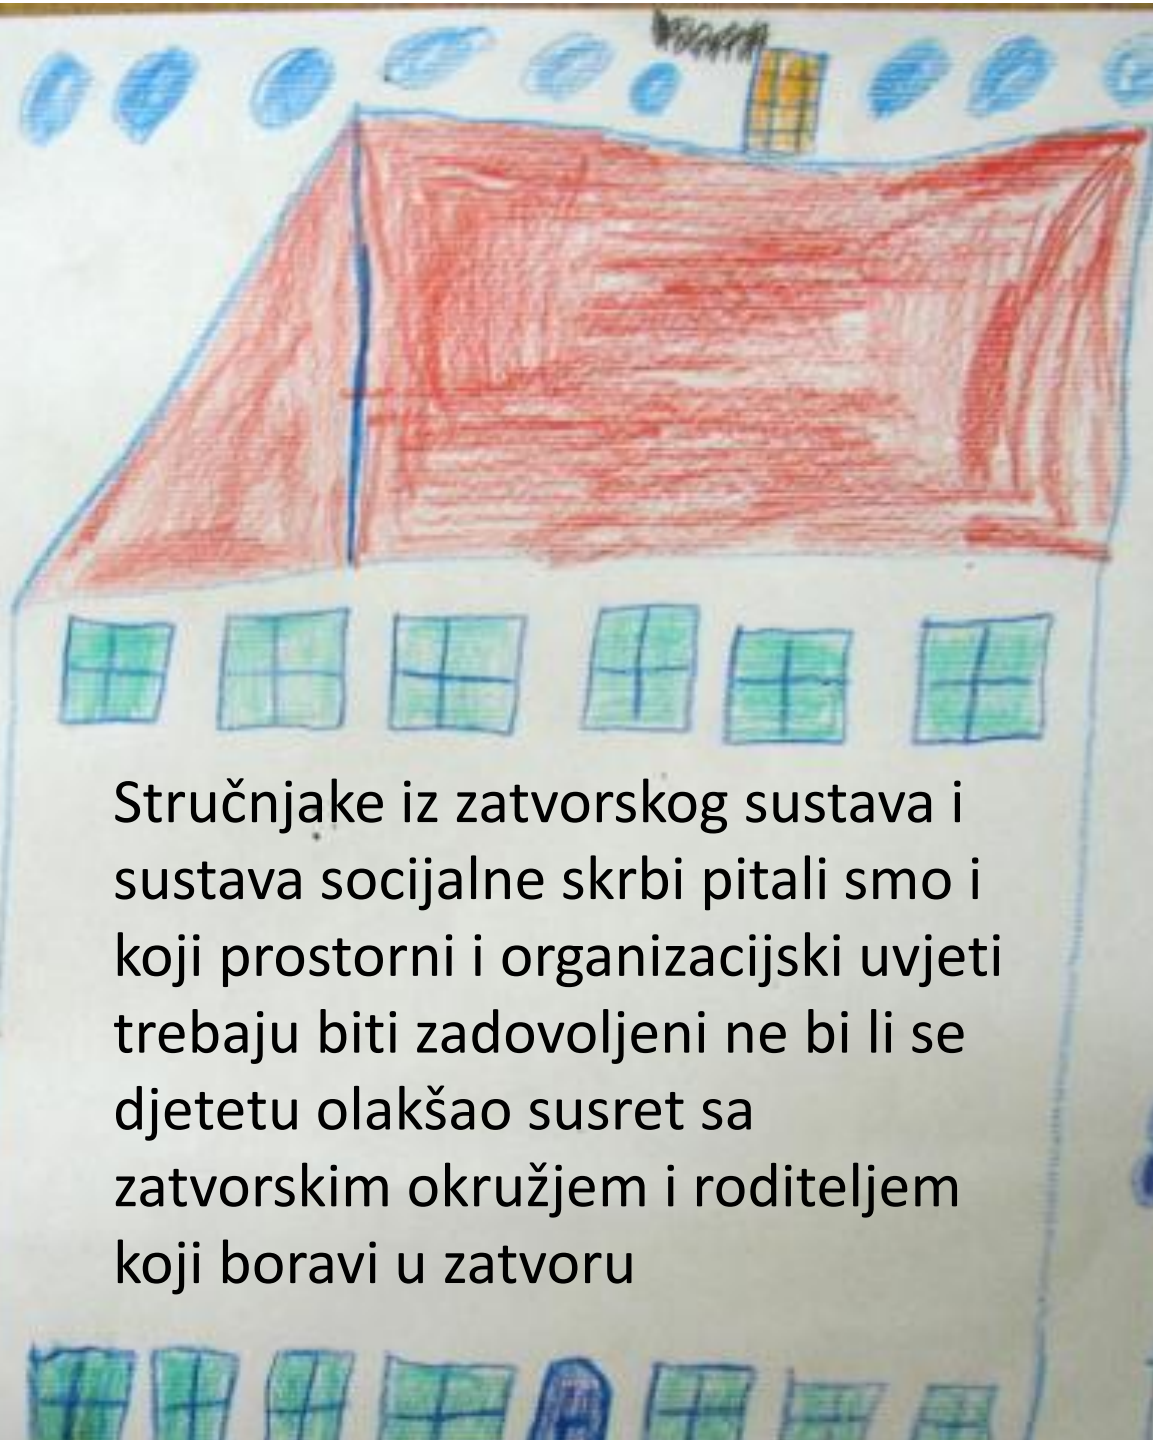 Stručnjake iz zatvorskog sustava i
sustava socijalne skrbi pitali smo i
koji prostorni i organizacijski uvjeti
trebaju biti zadovoljeni ne bi li se
djetetu olakšao susret sa
zatvorskim okružjem i roditeljem
koji boravi u zatvoru